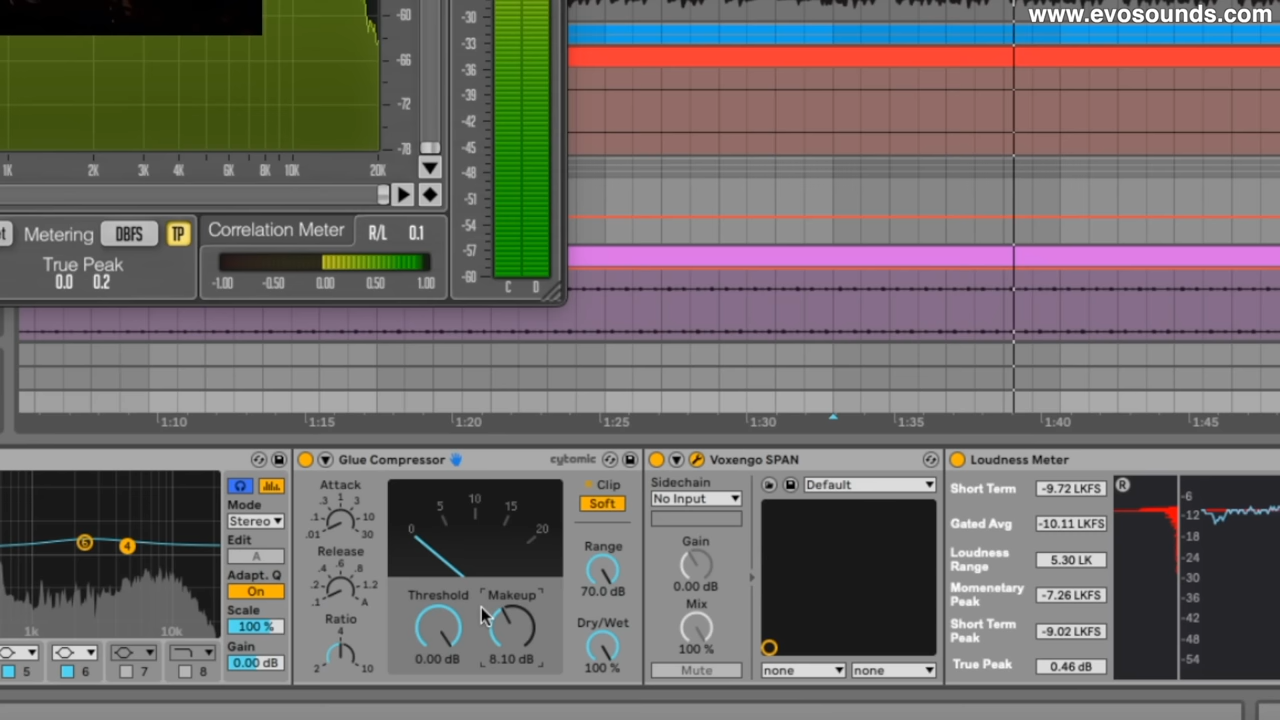 www.evosounds.com
-60
-66
-72
-78
1K 2K 3K 4K 6K 8K 10K 20K
-30
-33
-36
-39
-42
-45
-48
-51
-54
-57
-60
C D
Metering DBFS TP
True Peak
0.0 0.2
Correlation Meter R/L 0.1
-1.00 -0.50 0.00 0.50 1.00
1:10 1:15 1:20 1:25 1:30 1:35 1:40 1:45
Mode
Stereo
Edit
A
Adapt. Q
On
Scale
100 %
Gain
0.00 dB
6 4
1k 10k
5 6 7 8
Glue Compressor cytomic
Attack
.3 1 3
.1 10
.01 30
Release
.4 .6 .8
.2 1.2
.1 A
Ratio
4
2 10
0 5 10 15 20
Threshold Makeup
0.00 dB 8.10 dB
Clip
Soft
Range
70.0 dB
Dry/Wet
100 %
Voxengo SPAN
Sidechain
No Input
Gain
0.00 dB
Mix
100 %
Mute
Default
none none
Loudness Meter
Short Term -9.72 LKFS
Gated Avg -10.11 LKFS
Loudness Range 5.30 LK
Momenetary Peak -7.26 LKFS
Short Term Peak -9.02 LKFS
True Peak 0.46 dB
R
-6
-12
-18
-24
-30
-36
-42
-48
-54